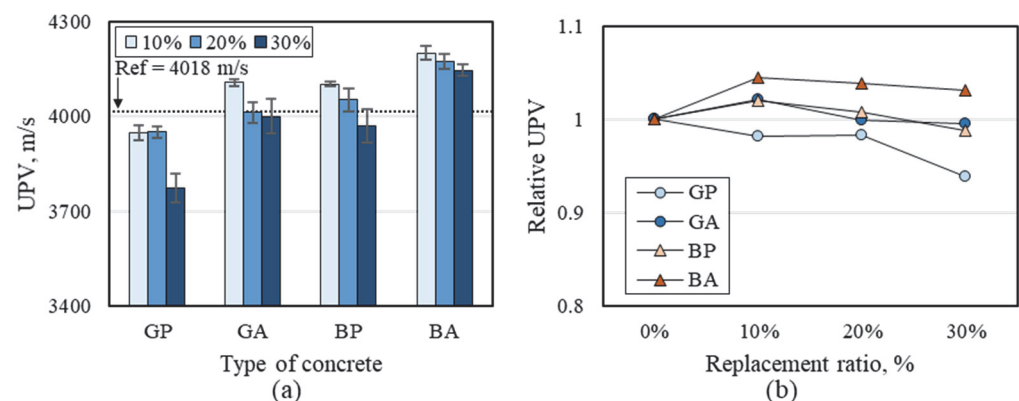 4300
4000
3700
3400
UPV, m/s
10% 20% 30%
Ref = 4018 m/s
GP GA BP BA
Type of concrete
(a)
1.1
1
0.9
0.8
Relative UPV
GP
GA
BP
BA
0% 10% 20% 30%
Replacement ratio, %
(b)